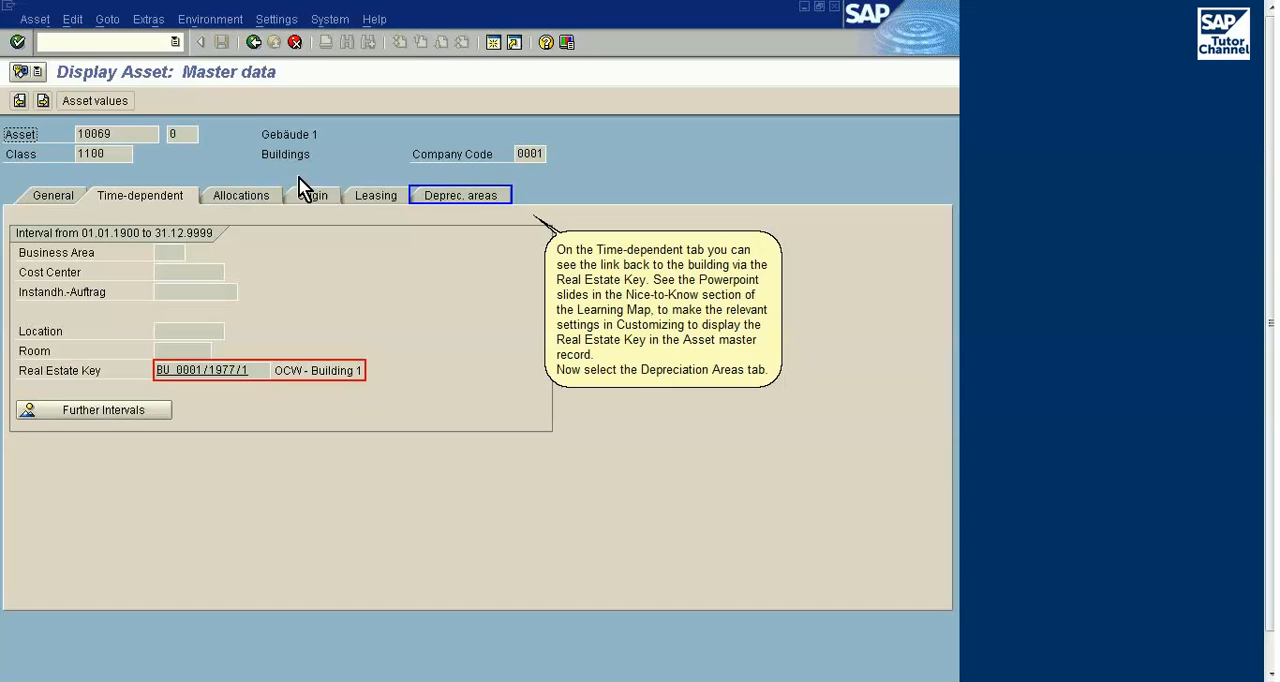 Asset Edit Goto Extras Environment Settings System Help
SAP
SAP
Tutor
Channel
Display Asset: Master data
Asset values
Asset 10069 0 Gebäude 1
Class 1100 Buildings Company Code 0001
General Time-dependent Allocations Leasing Deprec. areas
Interval from 01.01.1900 to 31.12.9999
Business Area
Cost Center
Instandh.-Auftrag
Location
Room
Real Estate Key BU 0001/1977/1 OCW - Building 1
Further Intervals
On the Time-dependent tab you can
see the link back to the building via the
Real Estate Key. See the Powerpoint
slides in the Nice-to-Know section of
the Learning Map, to make the relevant
settings in Customizing to display the
Real Estate Key in the Asset master
record.
Now select the Depreciation Areas tab.